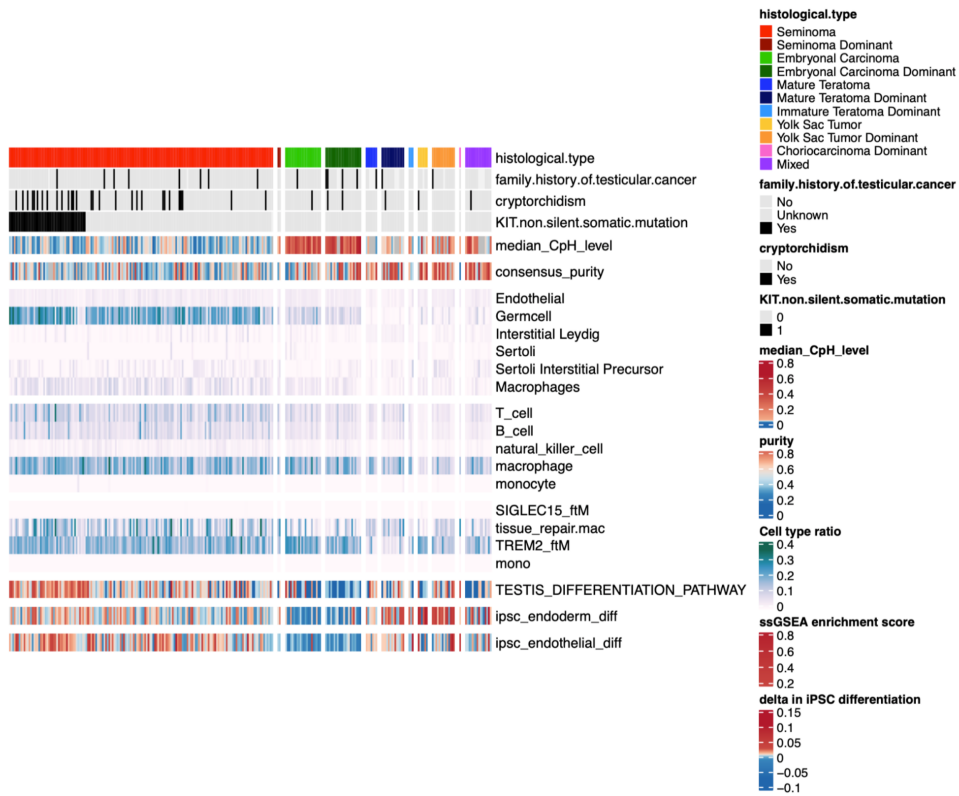 histological.type
family.history.of.testicular.cancer
cryptorchidism
KIT.non.silent.somatic.mutation
median_CpH_level
consensus_purity
Endothelial
Germcell
Interstitial Leydig
Sertoli
Sertoli Interstitial Precursor
Macrophages
T_cell
B_cell
natural_killer_cell
macrophage
monocyte
SIGLEC15_ftM
tissue_repair.mac
TREM2_ftM
mono
TESTIS_DIFFERENTIATION_PATHWAY
ipsc_endoderm_diff
ipsc_endothelial_diff
histological.type
Seminoma
Seminoma Dominant
Embryonal Carcinoma
Embryonal Carcinoma Dominant
Mature Teratoma
Mature Teratoma Dominant
Immature Teratoma Dominant
Yolk Sac Tumor
Yolk Sac Tumor Dominant
Choriocarcinoma Dominant
Mixed
family.history.of.testicular.cancer
No
Unknown
Yes
cryptorchidism
No
Yes
KIT.non.silent.somatic.mutation
0
1
median_CpH_level
0.8
0.6
0.4
0.2
0
purity
0.8
0.6
0.4
0.2
0
Cell type ratio
0.4
0.3
0.2
0.1
0
ssGSEA enrichment score
0.8
0.6
0.4
0.2
delta in iPSC differentiation
0.15
0.1
0.05
0
−0.05
−0.1